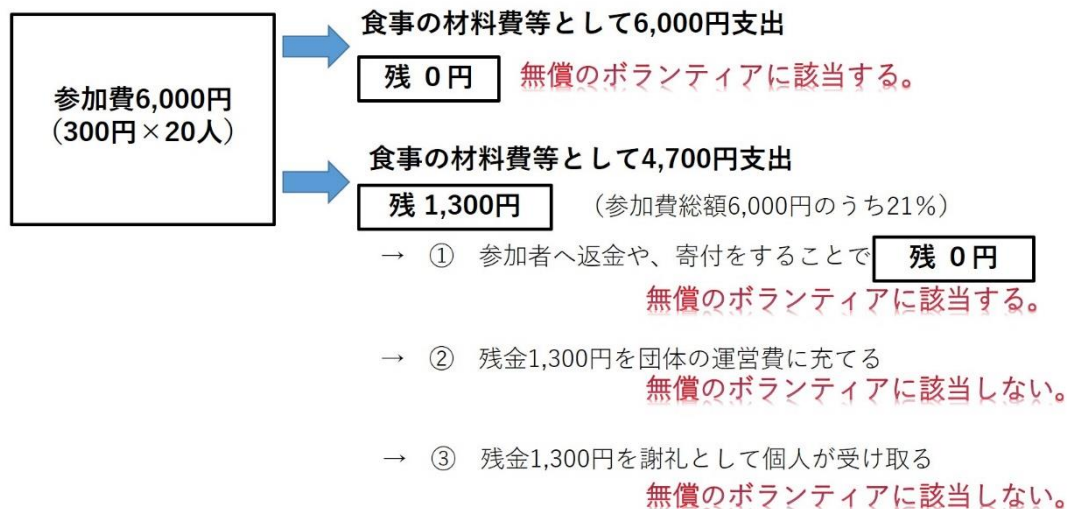 参加費6,000円
（300円×20人）
食事の材料費等として6,000円支出
残 0円 無償のボランティアに該当する。
食事の材料費等として4,700円支出
残 1,300円 （参加費総額6,000円のうち21％）
→ ① 参加者へ返金や、寄付をすることで 残 0円
無償のボランティアに該当する。
→ ② 残金1,300円を団体の運営費に充てる
無償のボランティアに該当しない。
→ ③ 残金1,300円を謝礼として個人が受け取る
無償のボランティアに該当しない。